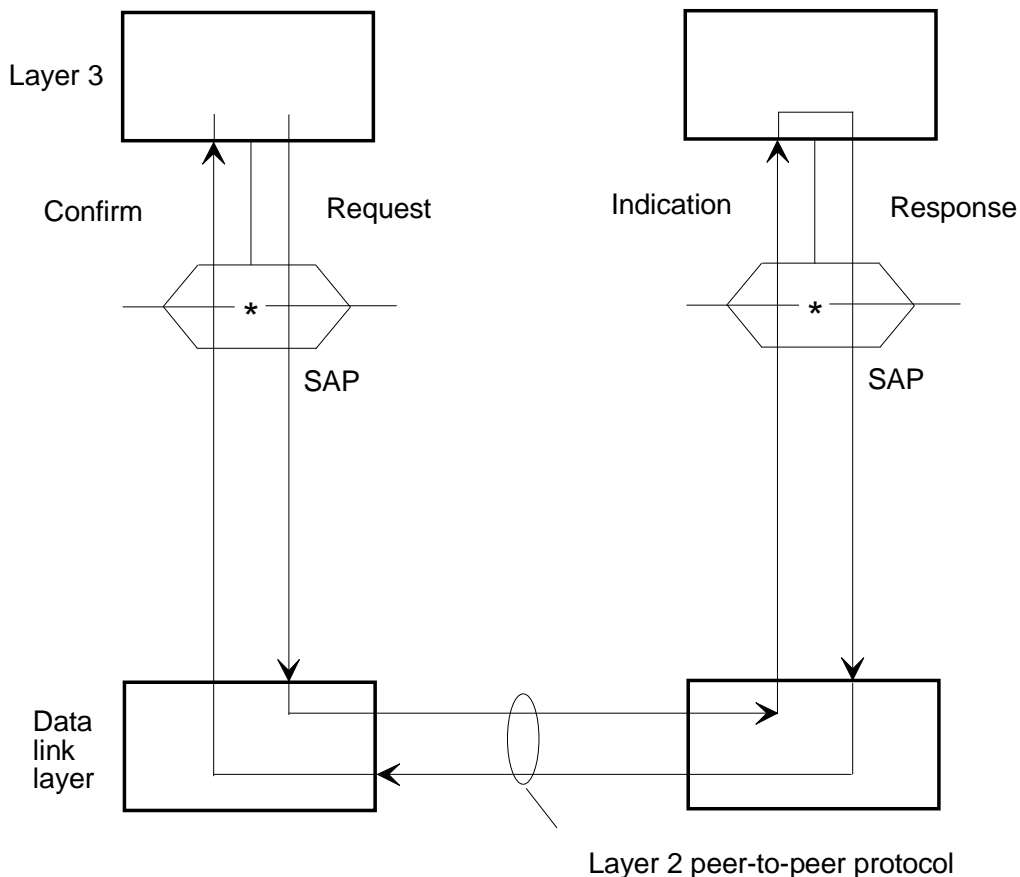 Layer 3
Confirm
Request
Indication
Response
*
*
SAP
SAP
Data
link
layer
Layer 2 peer-to-peer protocol